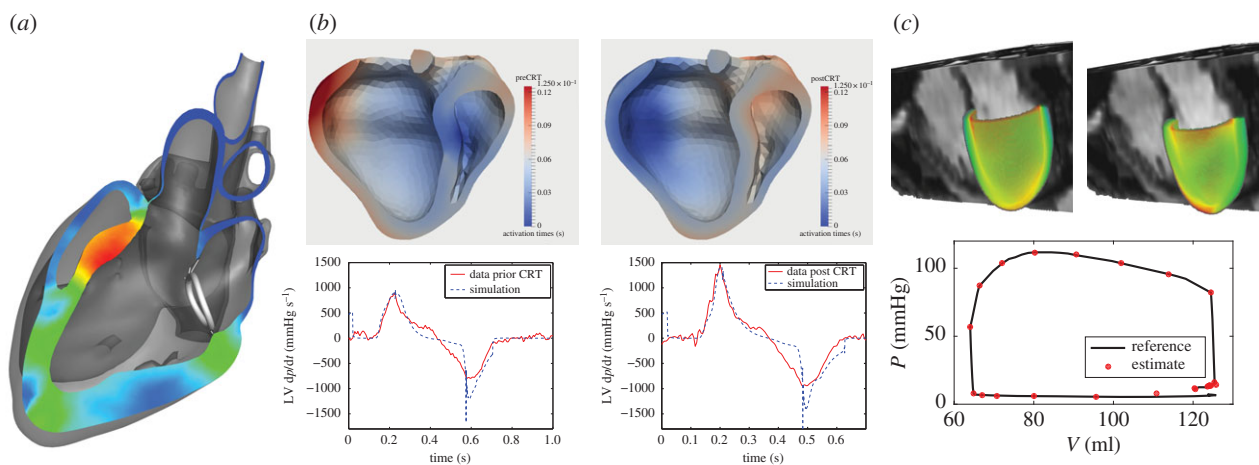 (a)
(b)
(c)
preCRT
1.250 × 10⁻¹
0.12
0.09
0.06
0.03
0
activation times (s)
postCRT
1.250 × 10⁻¹
0.12
0.09
0.06
0.03
0
activation times (s)
LV dp/dt (mmHg s⁻¹)
1500
1000
500
0
−500
−1000
−1500
data prior CRT
simulation
0 0.2 0.4 0.6 0.8 1.0
time (s)
LV dp/dt (mmHg s⁻¹)
1500
1000
500
0
−500
−1000
−1500
data post CRT
simulation
0 0.1 0.2 0.3 0.4 0.5 0.6
time (s)
P (mmHg)
100
50
0
reference
estimate
60 70 80 90 100 110 120
V (ml)